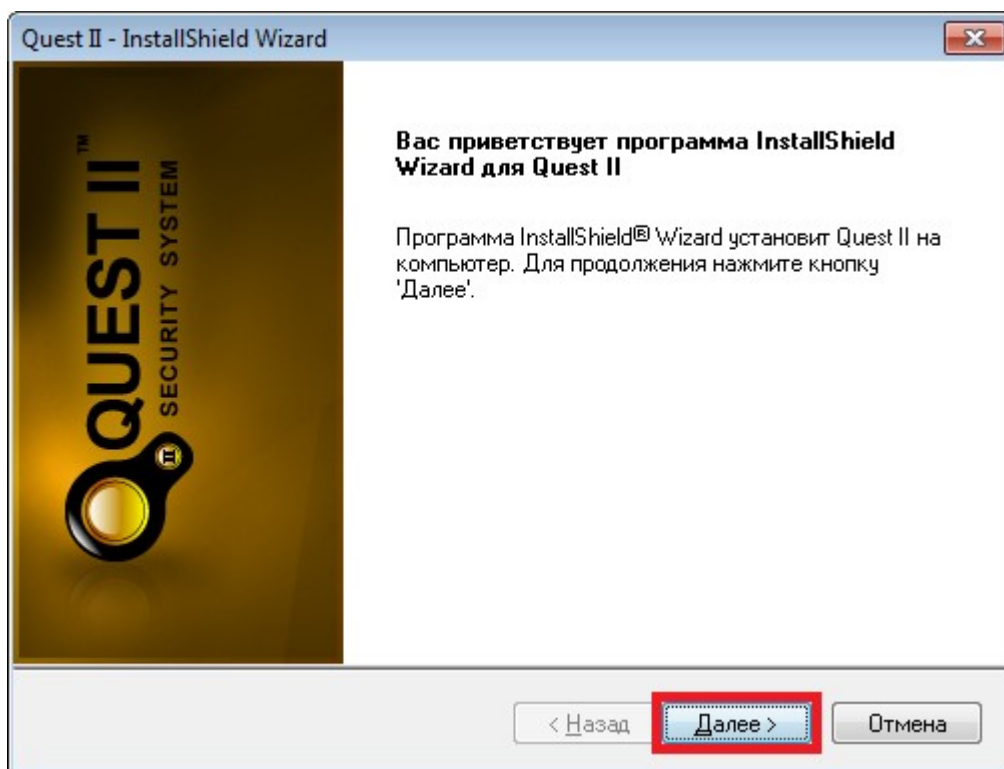 Quest II - InstallShield Wizard
QUEST II™
SECURITY SYSTEM
II
Вас приветствует программа InstallShield
Wizard для Quest II
Программа InstallShield® Wizard установит Quest II на
компьютер. Для продолжения нажмите кнопку
'Далее'.
< Назад
Далее >
Отмена